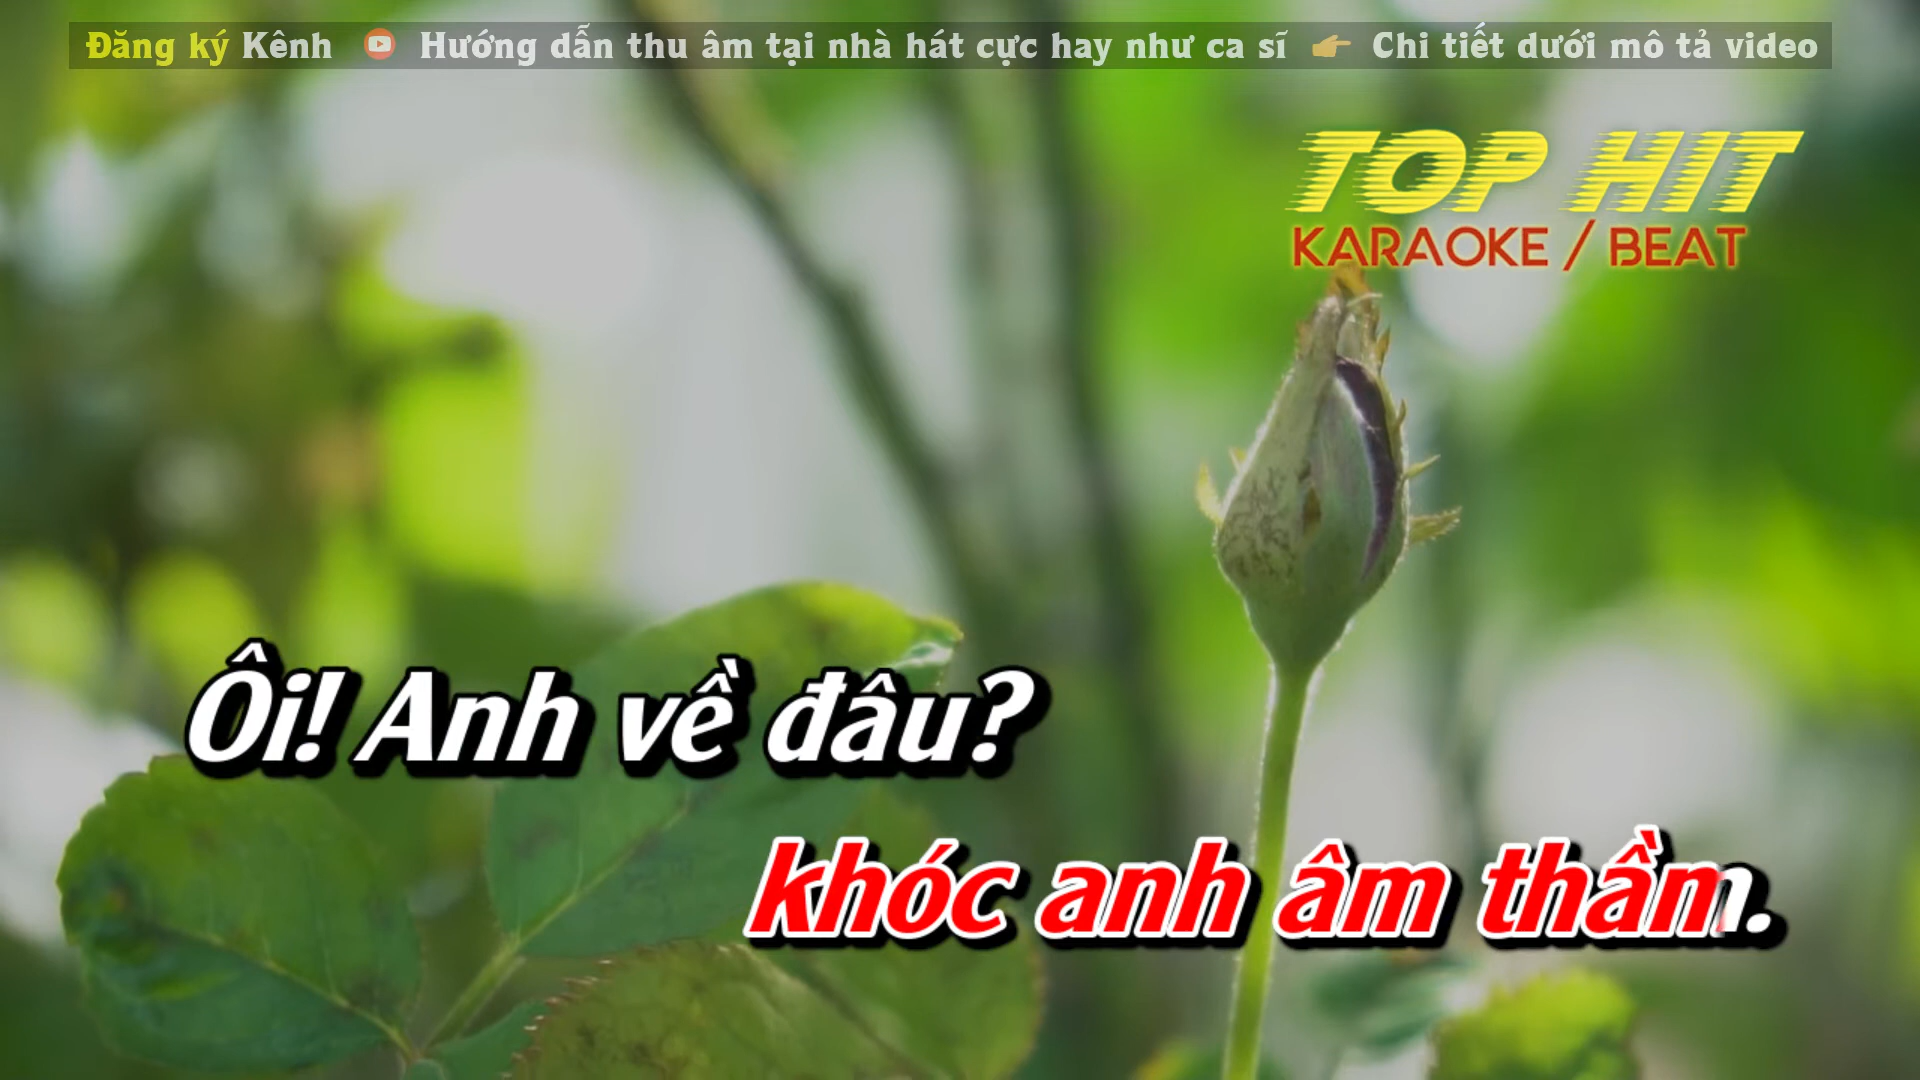 Đăng ký Kênh Hướng dẫn thu âm tại nhà hát cực hay như ca sĩ Chi tiết dưới mô tả video
TOP HIT
KARAOKE / BEAT
Ôi! Anh về đâu?
khóc anh âm thầm.